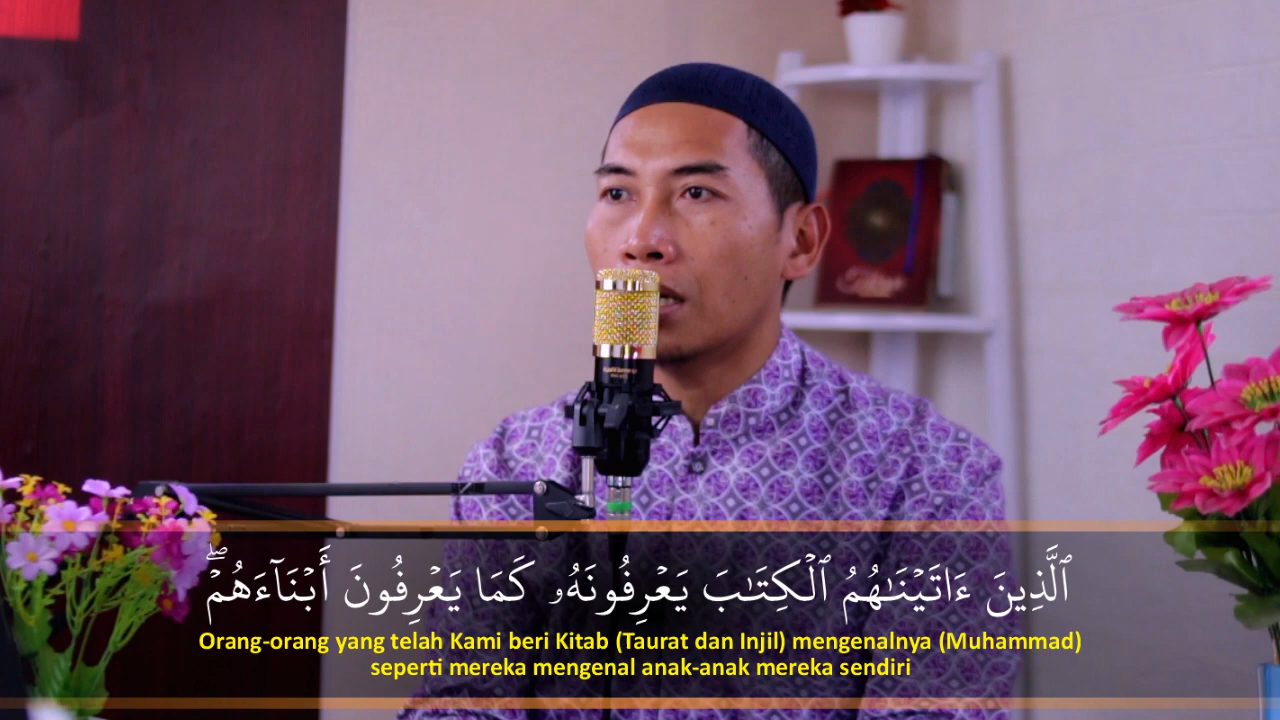 ٱلَّذِينَ ءَاتَيْنَـٰهُمُ ٱلْكِتَـٰبَ يَعْرِفُونَهُۥ كَمَا يَعْرِفُونَ أَبْنَآءَهُمْۖ
Orang-orang yang telah Kami beri Kitab (Taurat dan Injil) mengenalnya (Muhammad)
seperti mereka mengenal anak-anak mereka sendiri